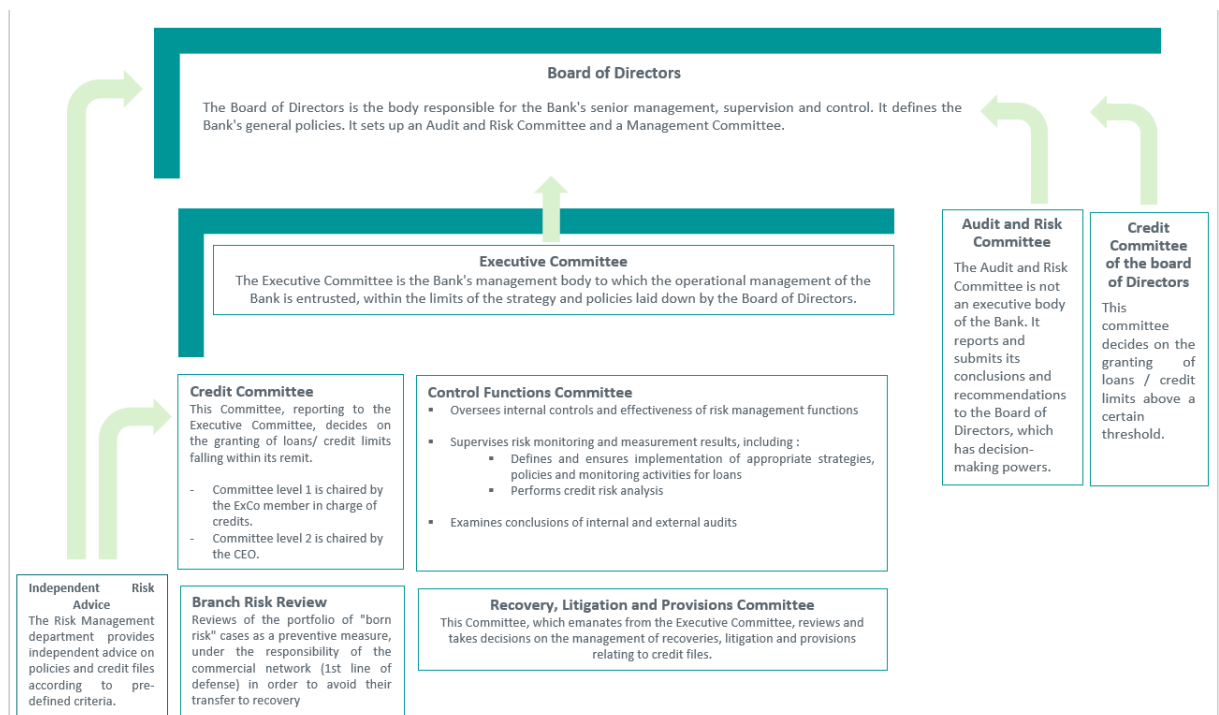 Board of Directors
The Board of Directors is the body responsible for the Bank's senior management, supervision and control. It defines the
Bank's general policies. It sets up an Audit and Risk Committee and a Management Committee.
Executive Committee
The Executive Committee is the Bank's management body to which the operational management of the
Bank is entrusted, within the limits of the strategy and policies laid down by the Board of Directors.
Audit and Risk
Committee
The Audit and Risk
Committee is not
an executive body
of the Bank. It
reports and
submits its
conclusions and
recommendations
to the Board of
Directors, which
has decision-
making powers.
Credit
Committee
of the board
of Directors
This
committee
decides on the
granting of
loans / credit
limits above a
certain
threshold.
Credit Committee
This Committee, reporting to the
Executive Committee, decides on
the granting of loans/ credit limits
falling within its remit.
- Committee level 1 is chaired by
the ExCo member in charge of
credits.
- Committee level 2 is chaired by
the CEO.
Control Functions Committee
▪ Oversees internal controls and effectiveness of risk management functions
▪ Supervises risk monitoring and measurement results, including :
▪ Defines and ensures implementation of appropriate strategies,
policies and monitoring activities for loans
▪ Performs credit risk analysis
▪ Examines conclusions of internal and external audits
Independent Risk
Advice
The Risk Management
department provides
independent advice on
policies and credit files
according to pre-
defined criteria.
Branch Risk Review
Reviews of the portfolio of "born
risk" cases as a preventive measure,
under the responsibility of the
commercial network (1st line of
defense) in order to avoid their
transfer to recovery
Recovery, Litigation and Provisions Committee
This Committee, which emanates from the Executive Committee, reviews and
takes decisions on the management of recoveries, litigation and provisions
relating to credit files.